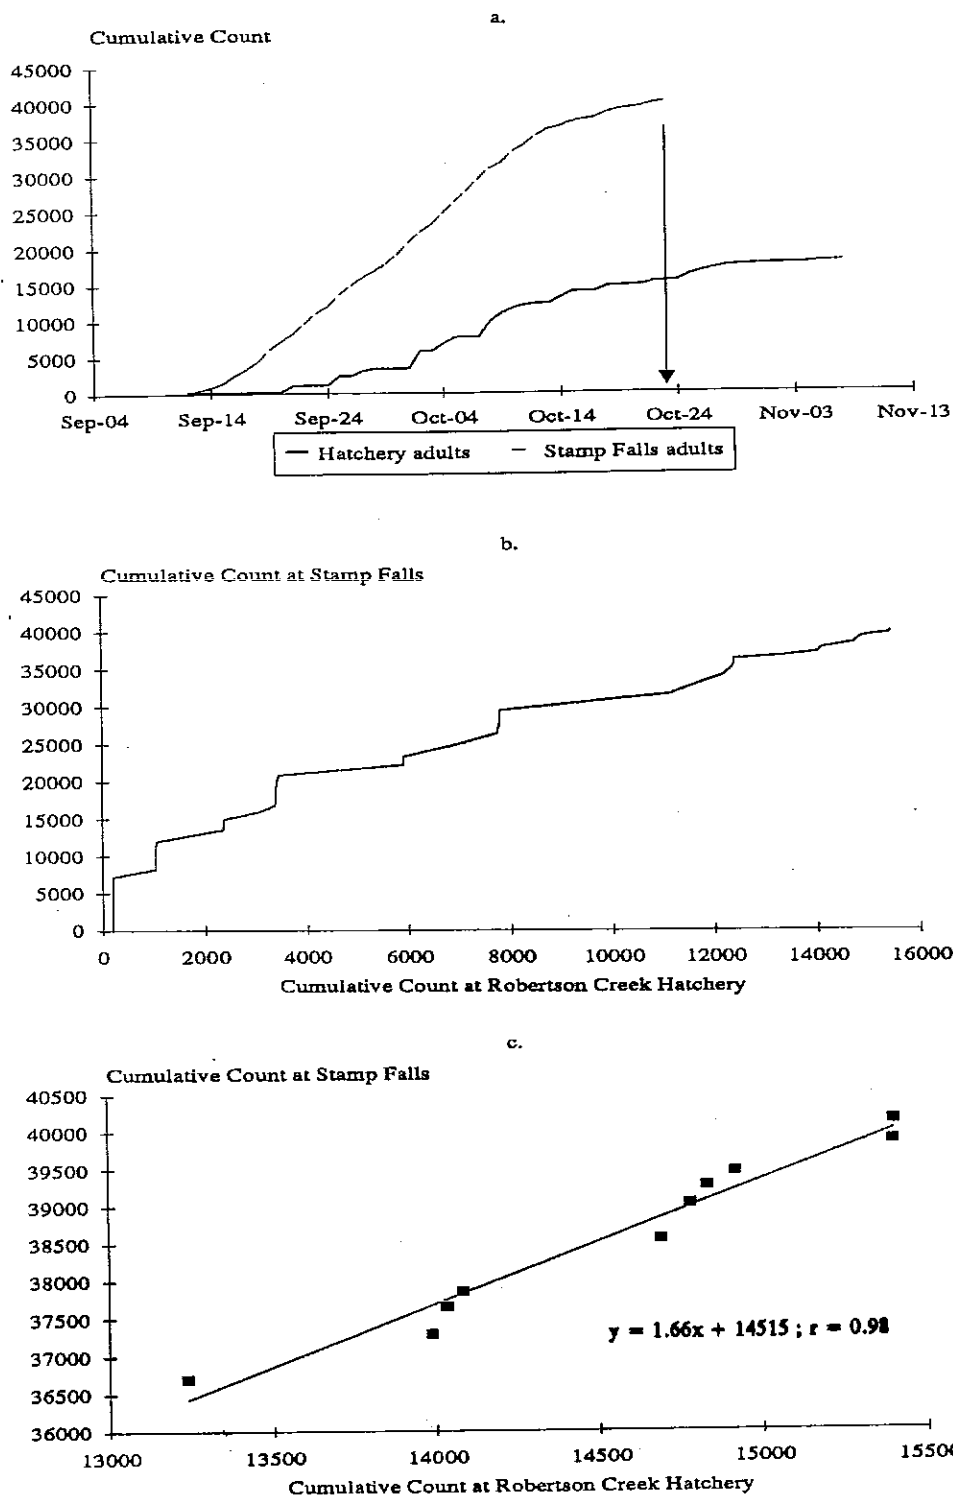 a.
Cumulative Count
45000
40000
35000
30000
25000
20000
15000
10000
5000
0
Sep-04 Sep-14 Sep-24 Oct-04 Oct-14 Oct-24 Nov-03 Nov-13
Hatchery adults Stamp Falls adults
b.
Cumulative Count at Stamp Falls
45000
40000
35000
30000
25000
20000
15000
10000
5000
0
0 2000 4000 6000 8000 10000 12000 14000 16000
Cumulative Count at Robertson Creek Hatchery
c.
Cumulative Count at Stamp Falls
40500
40000
39500
39000
38500
38000
37500
37000
36500
36000
y = 1.66x + 14515 ; r = 0.98
13000 13500 14000 14500 15000 1550
Cumulative Count at Robertson Creek Hatchery